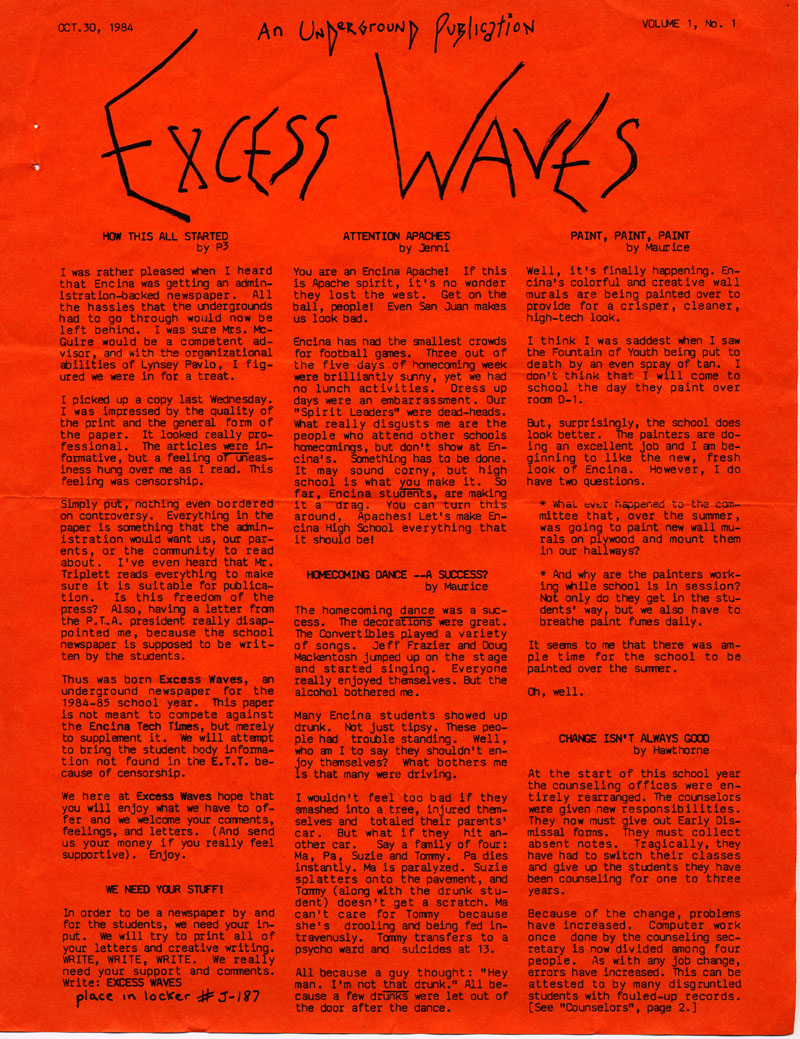 OCT.30, 1984
An Underground Publication
VOLUME 1, No. 1
Excess Waves
HOW THIS ALL STARTED
by P3
I was rather pleased when I heard
that Encina was getting an admin-
istration-backed newspaper. All
the hassles that the undergrounds
had to go through would now be
left behind. I was sure Mrs. Mc-
Guire would be a competent ad-
visor, and with the organizational
abilities of Lynsey Pavlo, I fig-
ured we were in for a treat.
I picked up a copy last Wednesday.
I was impressed by the quality of
the print and the general form of
the paper. It looked really pro-
fessional. The articles were in-
formative, but a feeling of uneas-
iness hung over me as I read. This
feeling was censorship.
Simply put, nothing even bordered
on controversy. Everything in the
paper is something that the admin-
istration would want us, our par-
ents, or the community to read
about. I've even heard that Mr.
Triplett reads everything to make
sure it is suitable for publica-
tion. Is this freedom of the
press? Also, having a letter from
the P.T.A. president really disap-
pointed me, because the school
newspaper is supposed to be writ-
ten by the students.
Thus was born Excess Waves, an
underground newspaper for the
1984-85 school year. This paper
is not meant to compete against
the Encina Tech Times, but merely
to supplement it. We will attempt
to bring the student body informa-
tion not found in the E.T.T. be-
cause of censorship.
We here at Excess Waves hope that
you will enjoy what we have to of-
fer and we welcome your comments,
feelings, and letters. (And send
us your money if you really feel
supportive). Enjoy.
WE NEED YOUR STUFF!
In order to be a newspaper by and
for the students, we need your in-
put. We will try to print all of
your letters and creative writing.
WRITE, WRITE, WRITE. We really
need your support and comments.
Write: EXCESS WAVES
place in locker # J-187
ATTENTION APACHES
by Jenni
You are an Encina Apache! If this
is Apache spirit, it's no wonder
they lost the west. Get on the
ball, people! Even San Juan makes
us look bad.
Encina has had the smallest crowds
for football games. Three out of
the five days of homecoming week
were brilliantly sunny, yet we had
no lunch activities. Dress up
days were an embarrassment. Our
"Spirit Leaders" were dead-heads.
What really disgusts me are the
people who attend other schools
homecomings, but don't show at En-
cina's. Something has to be done.
It may sound corny, but high
school is what you make it. So
far, Encina students, are making
it a drag. You can turn this
around, Apaches! Let's make En-
cina High School everything that
it should be!
HOMECOMING DANCE --A SUCCESS?
by Maurice
The homecoming dance was a suc-
cess. The decorations were great.
The Convertibles played a variety
of songs. Jeff Frazier and Doug
Mackentosh jumped up on the stage
and started singing. Everyone
really enjoyed themselves. But the
alcohol bothered me.
Many Encina students showed up
drunk. Not just tipsy. These peo-
ple had trouble standing. Well,
who am I to say they shouldn't en-
joy themselves? What bothers me
is that many were driving.
I wouldn't feel too bad if they
smashed into a tree, injured them-
selves and totaled their parents'
car. But what if they hit an-
other car. Say a family of four:
Ma, Pa, Suzie and Tommy. Pa dies
instantly. Ma is paralyzed. Suzie
splatters onto the pavement, and
Tommy (along with the drunk stu-
dent) doesn't get a scratch. Ma
can't care for Tommy because
she's drooling and being fed in-
travenously. Tommy transfers to a
psycho ward and suicides at 13.
All because a guy thought: "Hey
man. I'm not that drunk." All be-
cause a few drunks were let out of
the door after the dance.
PAINT, PAINT, PAINT
by Maurice
Well, it's finally happening. En-
cina's colorful and creative wall
murals are being painted over to
provide for a crisper, cleaner,
high-tech look.
I think I was saddest when I saw
the Fountain of Youth being put to
death by an even spray of tan. I
don't think that I will come to
school the day they paint over
room D-1.
But, surprisingly, the school does
look better. The painters are do-
ing an excellent job and I am be-
ginning to like the new, fresh
look of Encina. However, I do
have two questions.
* What ever happened to the com-
mittee that, over the summer,
was going to paint new wall mu-
rals on plywood and mount them
in our hallways?
* And why are the painters work-
ing while school is in session?
Not only do they get in the stu-
dents' way, but we also have to
breathe paint fumes daily.
It seems to me that there was am-
ple time for the school to be
painted over the summer.
Oh, well.
CHANGE ISN'T ALWAYS GOOD
by Hawthorne
At the start of this school year
the counseling offices were en-
tirely rearranged. The counselors
were given new responsibilities.
They now must give out Early Dis-
missal forms. They must collect
absent notes. Tragically, they
have had to switch their classes
and give up the students they have
been counseling for one to three
years.
Because of the change, problems
have increased. Computer work
once done by the counseling sec-
retary is now divided among four
people. As with any job change,
errors have increased. This can be
attested to by many disgruntled
students with fouled-up records.
[See "Counselors", page 2.]